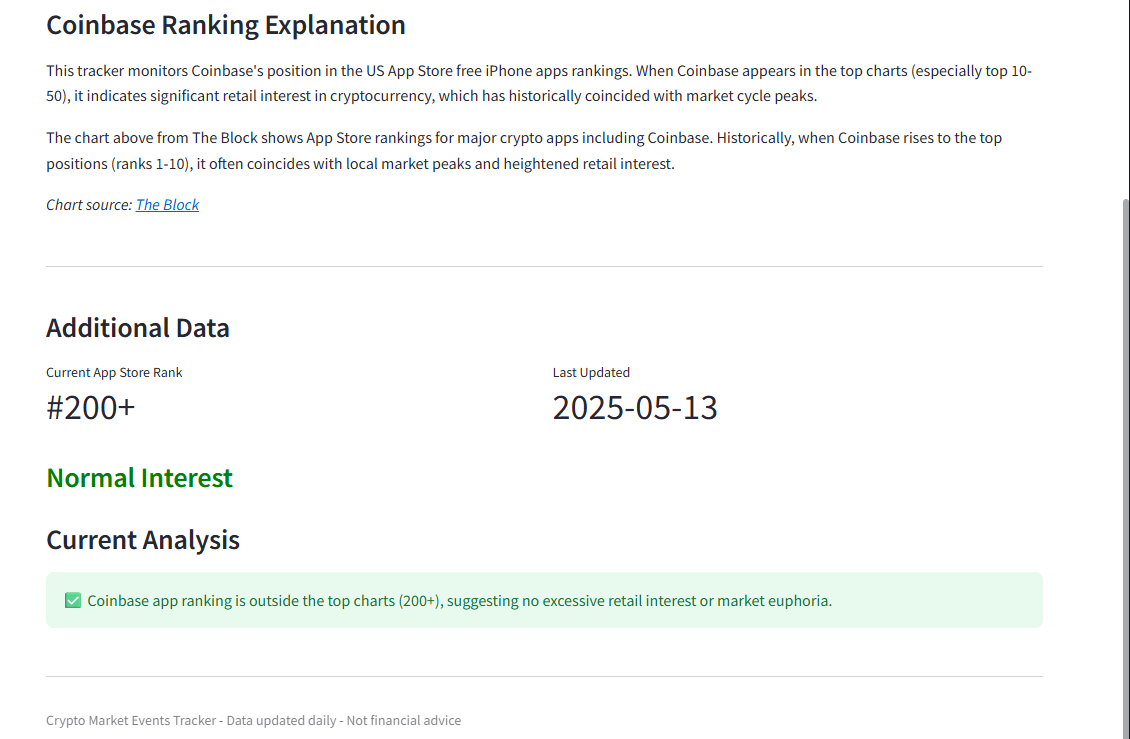 Coinbase Ranking Explanation
This tracker monitors Coinbase's position in the US App Store free iPhone apps rankings. When Coinbase appears in the top charts (especially top 10-
50), it indicates significant retail interest in cryptocurrency, which has historically coincided with market cycle peaks.
The chart above from The Block shows App Store rankings for major crypto apps including Coinbase. Historically, when Coinbase rises to the top
positions (ranks 1-10), it often coincides with local market peaks and heightened retail interest.
Chart source: The Block
Additional Data
Current App Store Rank
Last Updated
#200+
2025-05-13
Normal Interest
Current Analysis
✅ Coinbase app ranking is outside the top charts (200+), suggesting no excessive retail interest or market euphoria.
Crypto Market Events Tracker - Data updated daily - Not financial advice